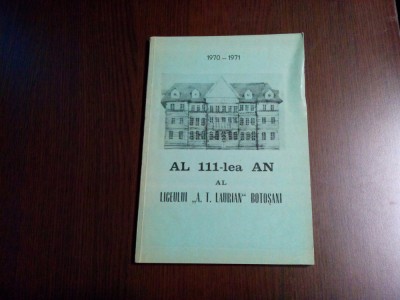 1970 - 1971
AL 111-lea AN
AL
LICEULUI „A. T. LAURIAN" BOTOȘANI